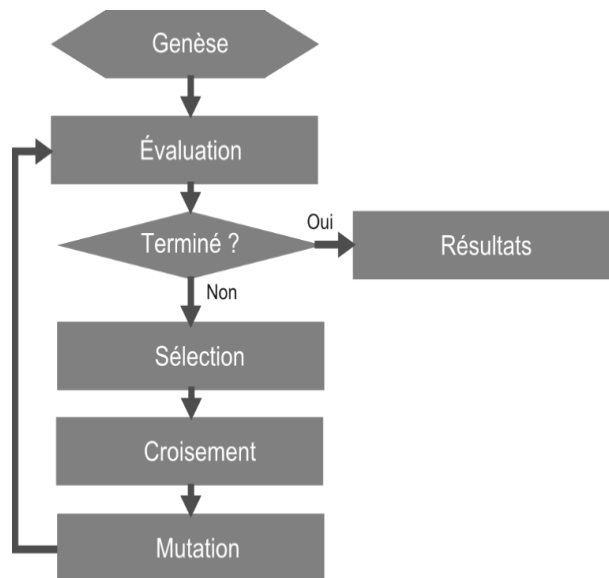 Genèse
Évaluation
Terminé ?
Oui
Résultats
Non
Sélection
Croisement
Mutation